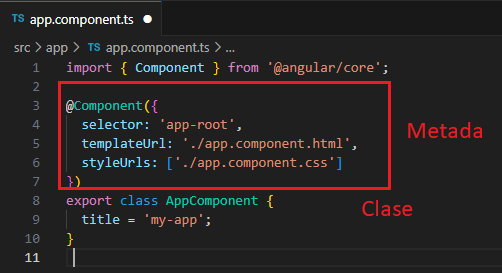 TS app.component.ts ●
src > app > TS app.component.ts > ...
1 import { Component } from '@angular/core';
2
3 @Component({
4 selector: 'app-root',
5 templateUrl: './app.component.html',
6 styleUrls: ['./app.component.css']
7 })
8 export class AppComponent {
9 title = 'my-app';
10 }
11
Metada
Clase